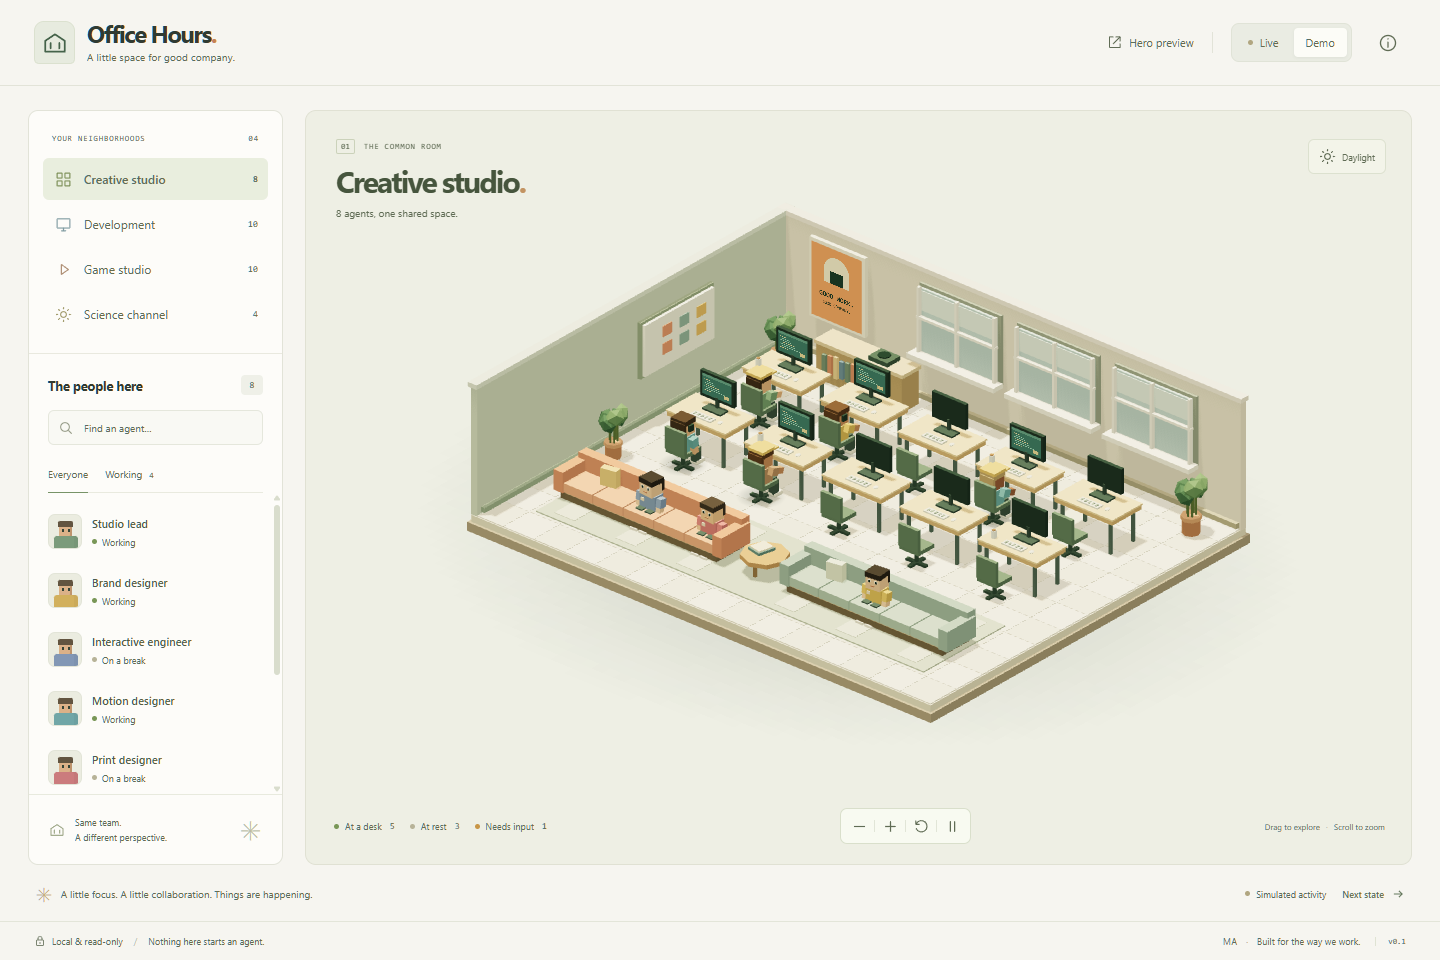 Office Hours.
A little space for good company.
Hero preview
Live
Demo
YOUR NEIGHBORHOODS 04
Creative studio 8
Development 10
Game studio 10
Science channel 4
The people here 8
Find an agent...
Everyone Working 4
Studio lead
Working
Brand designer
Working
Interactive engineer
On a break
Motion designer
Working
Print designer
On a break
Same team.
A different perspective.
01 THE COMMON ROOM
Creative studio.
8 agents, one shared space.
Daylight
GOOD WORK.
At a desk 5 At rest 3 Needs input 1
Drag to explore · Scroll to zoom
A little focus. A little collaboration. Things are happening.
Simulated activity Next state →
Local & read-only / Nothing here starts an agent.
MA · Built for the way we work. v0.1